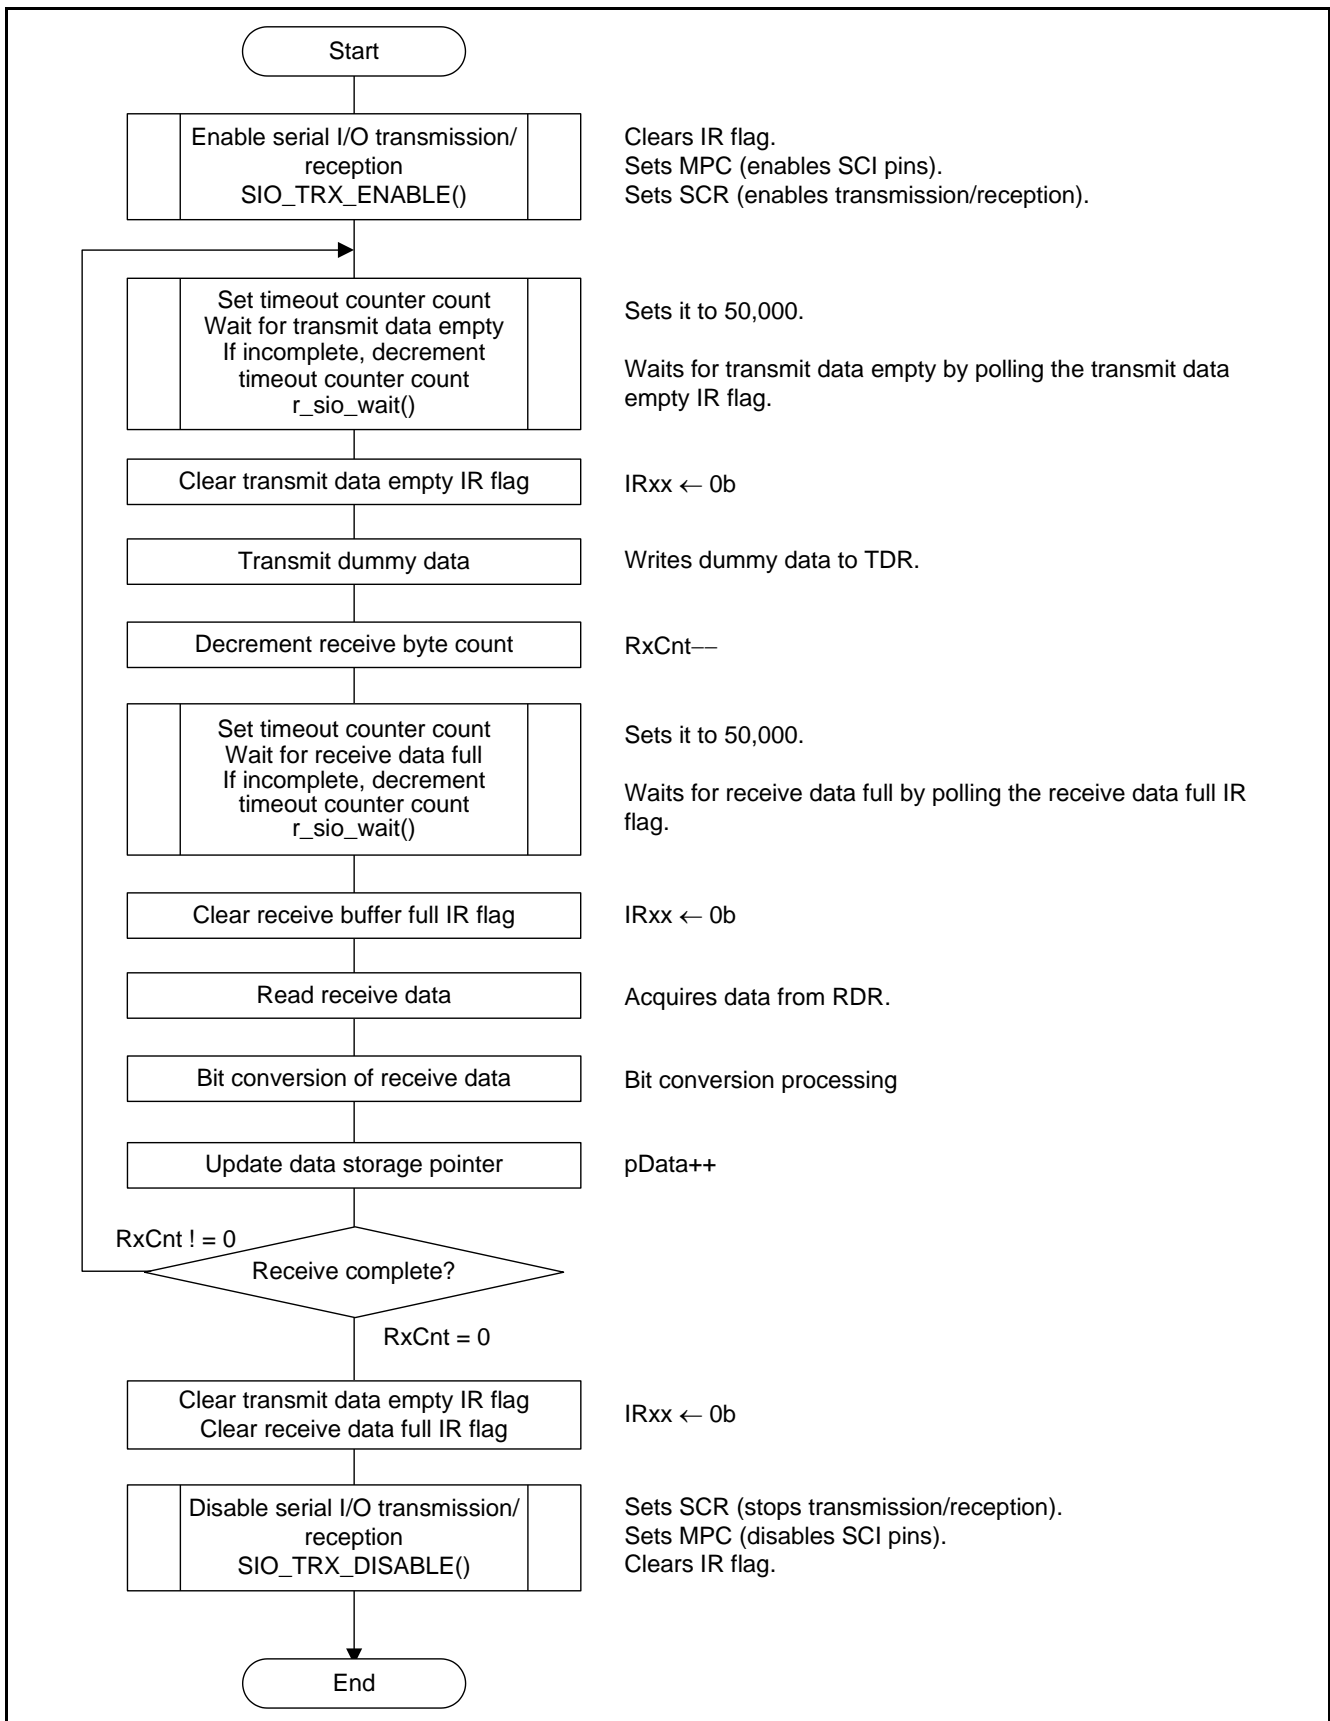 Start
Enable serial I/O transmission/
reception
SIO_TRX_ENABLE()
Clears IR flag.
Sets MPC (enables SCI pins).
Sets SCR (enables transmission/reception).
Set timeout counter count
Wait for transmit data empty
If incomplete, decrement
timeout counter count
r_sio_wait()
Sets it to 50,000.
Waits for transmit data empty by polling the transmit data
empty IR flag.
Clear transmit data empty IR flag
IRxx ← 0b
Transmit dummy data
Writes dummy data to TDR.
Decrement receive byte count
RxCnt−−
Set timeout counter count
Wait for receive data full
If incomplete, decrement
timeout counter count
r_sio_wait()
Sets it to 50,000.
Waits for receive data full by polling the receive data full IR
flag.
Clear receive buffer full IR flag
IRxx ← 0b
Read receive data
Acquires data from RDR.
Bit conversion of receive data
Bit conversion processing
Update data storage pointer
pData++
RxCnt ! = 0
Receive complete?
RxCnt = 0
Clear transmit data empty IR flag
Clear receive data full IR flag
IRxx ← 0b
Disable serial I/O transmission/
reception
SIO_TRX_DISABLE()
Sets SCR (stops transmission/reception).
Sets MPC (disables SCI pins).
Clears IR flag.
End